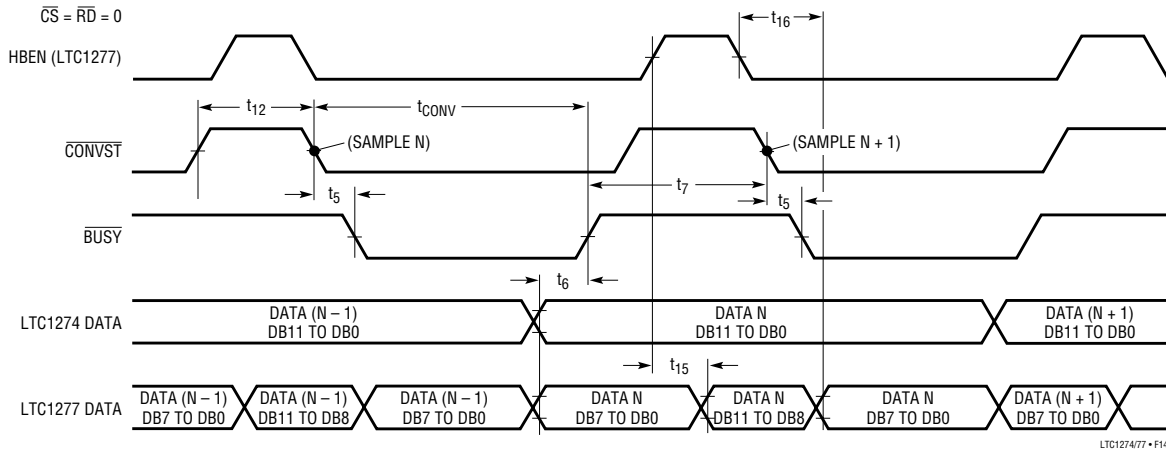 CS = RD = 0
HBEN (LTC1277)
t16
t12
tCONV
CONVST
(SAMPLE N)
(SAMPLE N + 1)
t5
t7
t5
BUSY
t6
LTC1274 DATA
DATA (N – 1)
DB11 TO DB0
DATA N
DB11 TO DB0
DATA (N + 1)
DB11 TO DB0
t15
LTC1277 DATA
DATA (N – 1)
DB7 TO DB0
DATA (N – 1)
DB11 TO DB8
DATA (N – 1)
DB7 TO DB0
DATA N
DB7 TO DB0
DATA N
DB11 TO DB8
DATA N
DB7 TO DB0
DATA (N + 1)
DB7 TO DB0
LTC1274/77 • F14